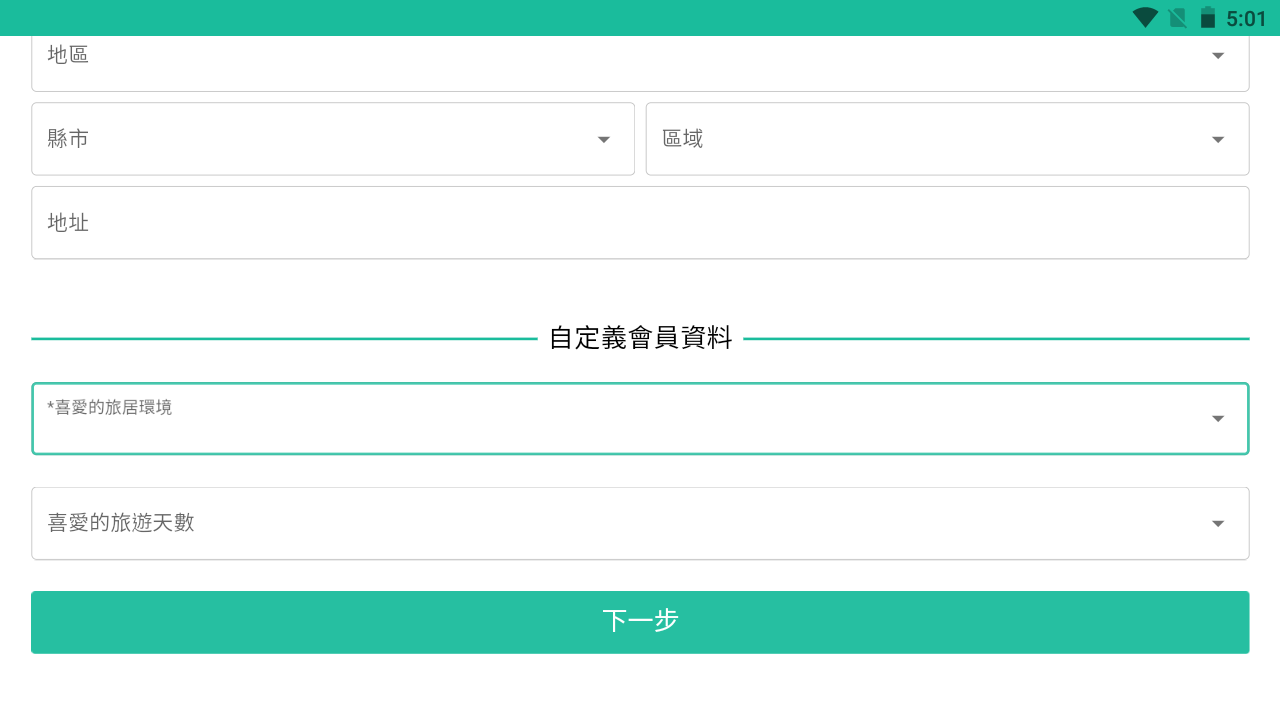 5:01
地區
縣市
區域
地址
自定義會員資料
*喜愛的旅居環境
喜愛的旅遊天數
下一步